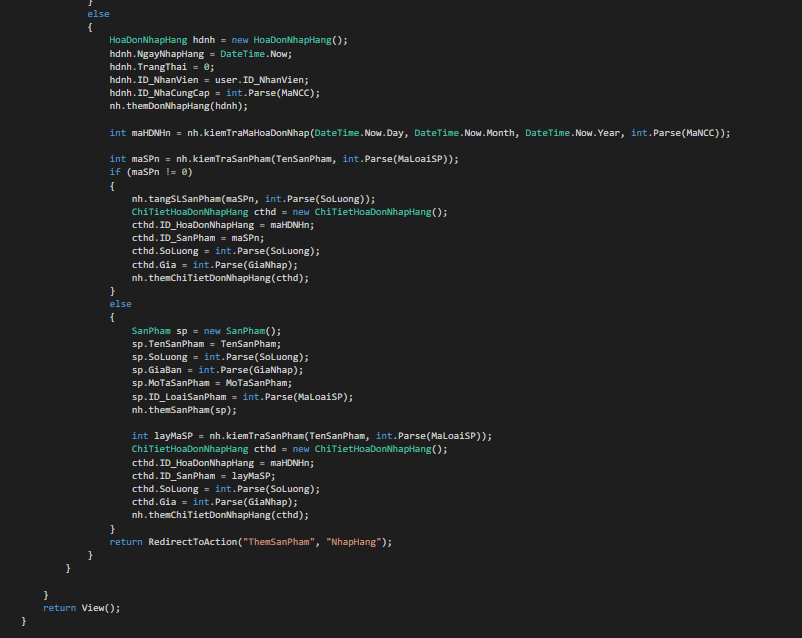 }
else
{
HoaDonNhapHang hdnh = new HoaDonNhapHang();
hdnh.NgayNhapHang = DateTime.Now;
hdnh.TrangThai = 0;
hdnh.ID_NhanVien = user.ID_NhanVien;
hdnh.ID_NhaCungCap = int.Parse(MaNCC);
nh.themDonNhapHang(hdnh);
int maHDNHn = nh.kiemTraMaHoaDonNhap(DateTime.Now.Day, DateTime.Now.Month, DateTime.Now.Year, int.Parse(MaNCC));
int maSPn = nh.kiemTraSanPham(TenSanPham, int.Parse(MaLoaiSP));
if (maSPn != 0)
{
nh.tangSLSanPham(maSPn, int.Parse(SoLuong));
ChiTietHoaDonNhapHang cthd = new ChiTietHoaDonNhapHang();
cthd.ID_HoaDonNhapHang = maHDNHn;
cthd.ID_SanPham = maSPn;
cthd.SoLuong = int.Parse(SoLuong);
cthd.Gia = int.Parse(GiaNhap);
nh.themChiTietDonNhapHang(cthd);
}
else
{
SanPham sp = new SanPham();
sp.TenSanPham = TenSanPham;
sp.SoLuong = int.Parse(SoLuong);
sp.GiaBan = int.Parse(GiaNhap);
sp.MoTaSanPham = MoTaSanPham;
sp.ID_LoaiSanPham = int.Parse(MaLoaiSP);
nh.themSanPham(sp);
int layMaSP = nh.kiemTraSanPham(TenSanPham, int.Parse(MaLoaiSP));
ChiTietHoaDonNhapHang cthd = new ChiTietHoaDonNhapHang();
cthd.ID_HoaDonNhapHang = maHDNHn;
cthd.ID_SanPham = layMaSP;
cthd.SoLuong = int.Parse(SoLuong);
cthd.Gia = int.Parse(GiaNhap);
nh.themChiTietDonNhapHang(cthd);
}
return RedirectToAction("ThemSanPham", "NhapHang");
}
}
}
return View();
}